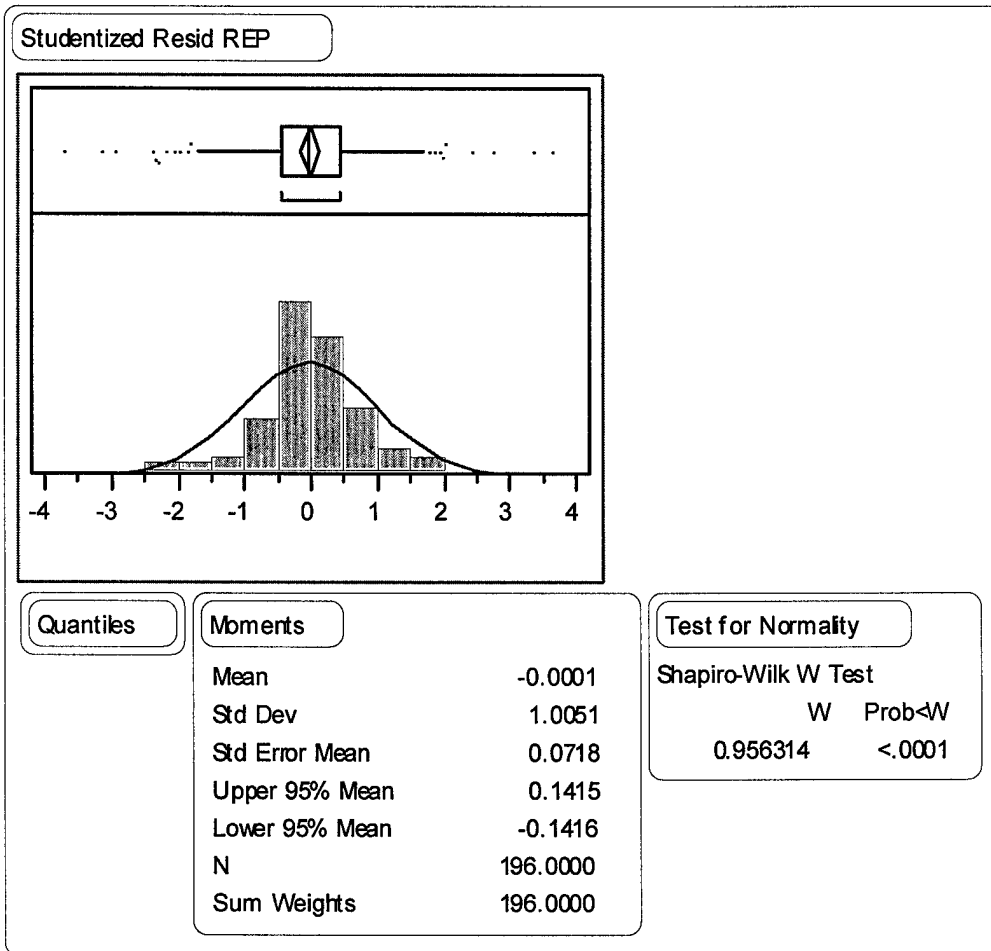 Studentized Resid REP
-4 -3 -2 -1 0 1 2 3 4
Quantiles
Moments
Mean -0.0001
Std Dev 1.0051
Std Error Mean 0.0718
Upper 95% Mean 0.1415
Lower 95% Mean -0.1416
N 196.0000
Sum Weights 196.0000
Test for Normality
Shapiro-Wilk W Test
W Prob<W
0.956314 <.0001